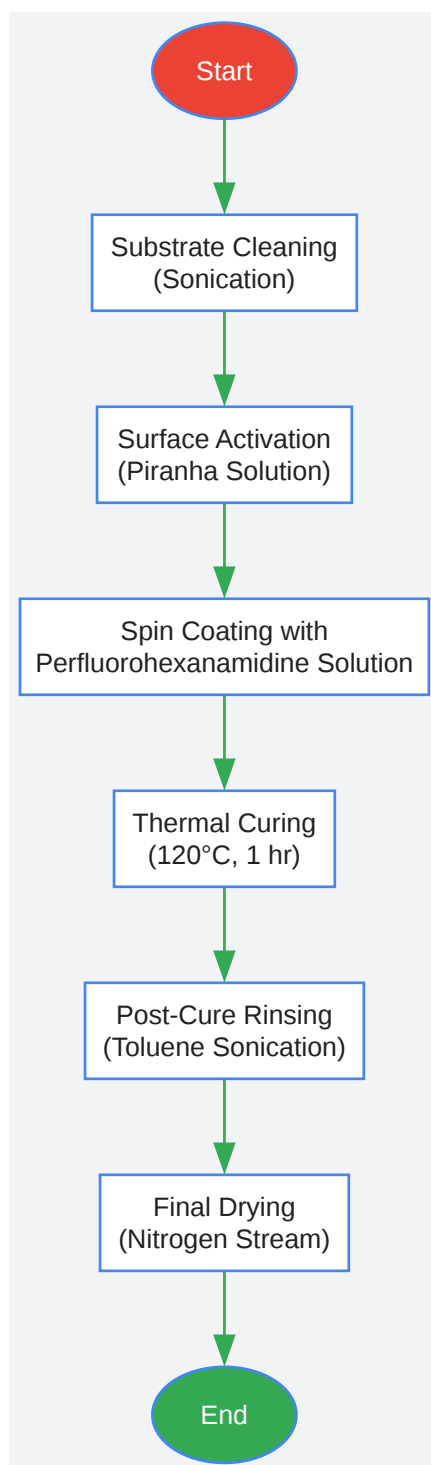 Start
Substrate Cleaning
(Sonication)
Surface Activation
(Piranha Solution)
Spin Coating with
Perfluorohexanamidine Solution
Thermal Curing
(120°C, 1 hr)
Post-Cure Rinsing
(Toluene Sonication)
Final Drying
(Nitrogen Stream)
End